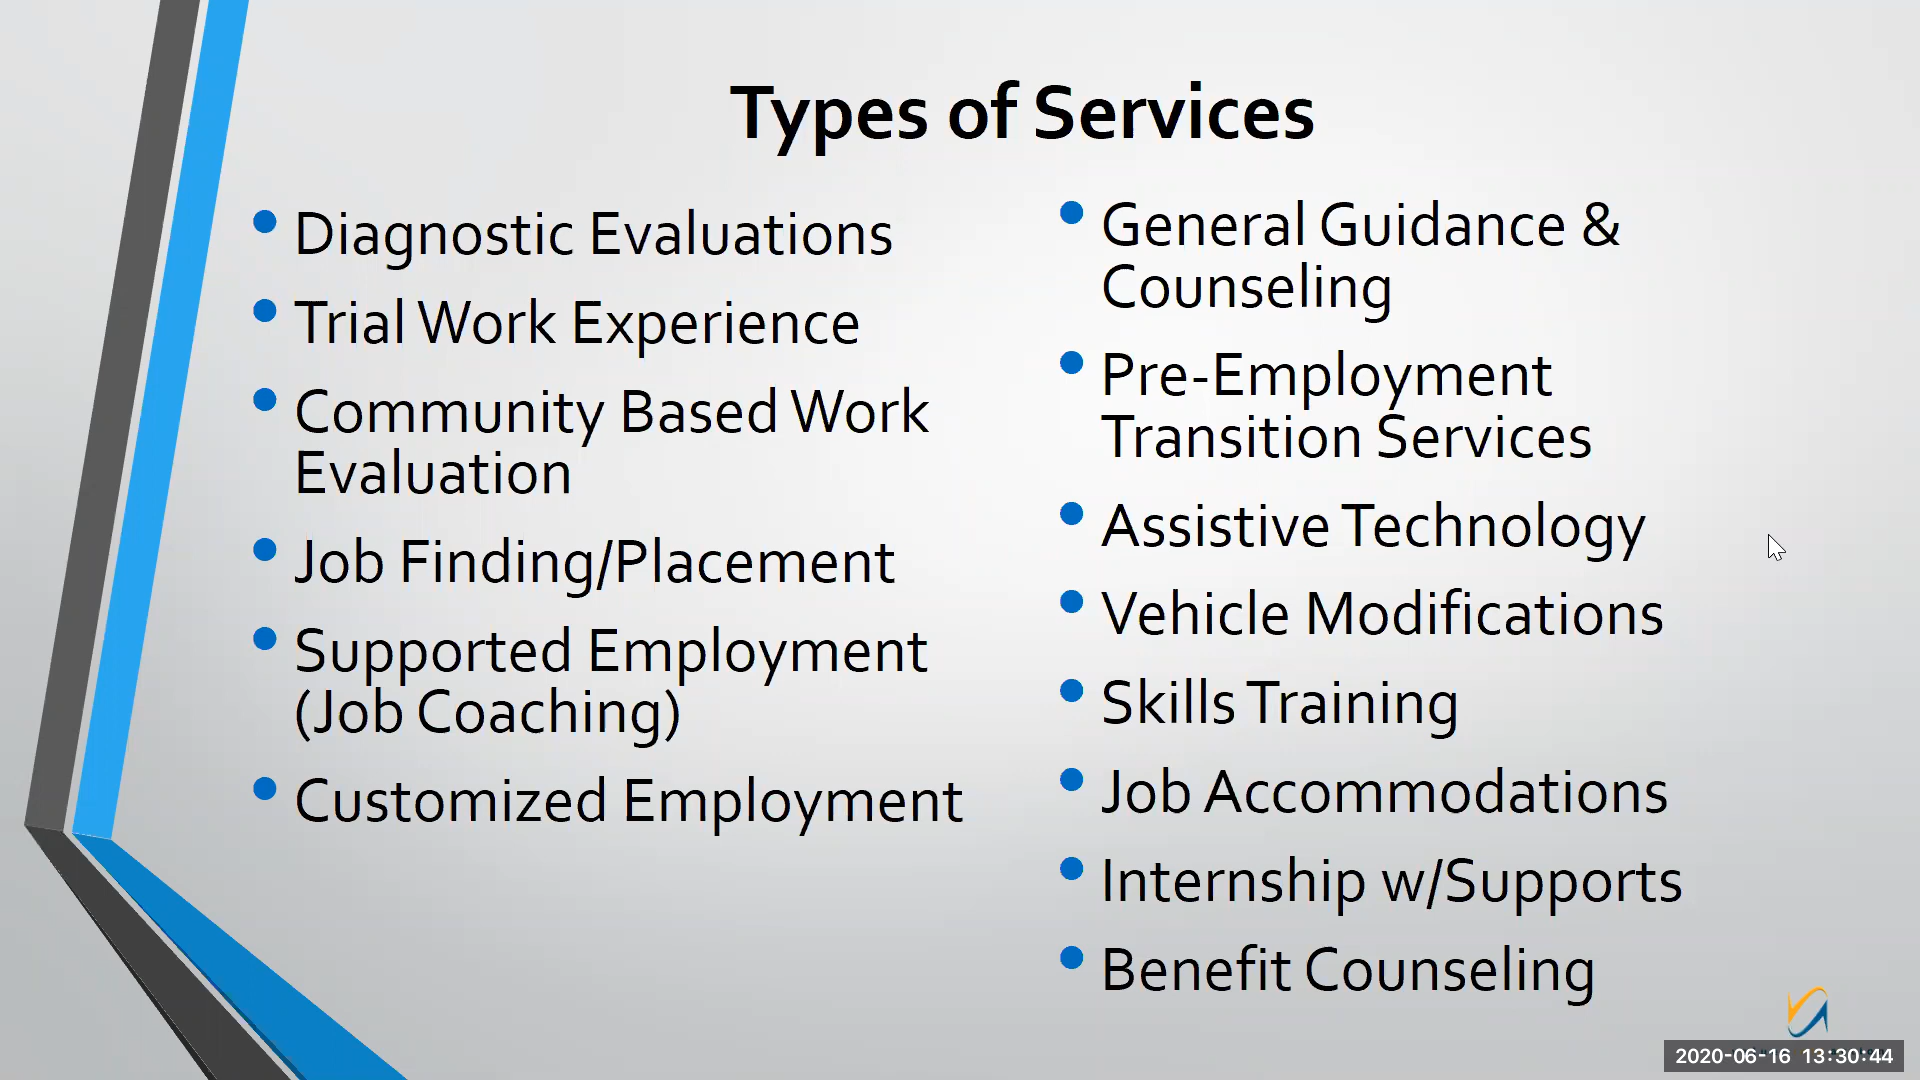 Types of Services
• Diagnostic Evaluations
• Trial Work Experience
• Community Based Work
Evaluation
• Job Finding/Placement
• Supported Employment
(Job Coaching)
• Customized Employment
• General Guidance &
Counseling
• Pre-Employment
Transition Services
• Assistive Technology
• Vehicle Modifications
• Skills Training
• Job Accommodations
• Internship w/Supports
• Benefit Counseling
2020-06-16 13:30:44